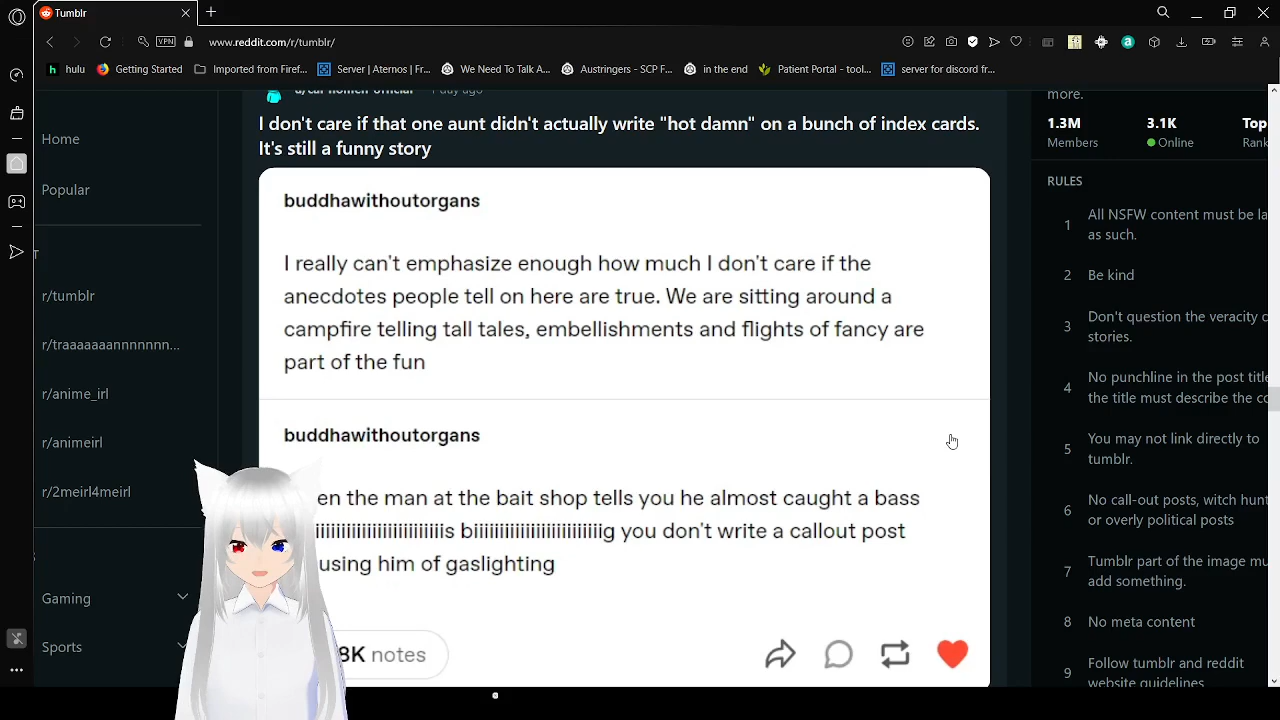 Tumblr
www.reddit.com/r/tumblr/
VPN
hulu
Getting Started
Imported from Firef...
Server | Aternos | Fr...
We Need To Talk A...
Austringers - SCP F...
in the end
Patient Portal - tool...
server for discord fr...
Home
Popular
r/tumblr
r/traaaaaaannnnnnn...
r/anime_irl
r/animeirl
r/2meirl4meirl
Gaming
Sports
1 day ago
I don't care if that one aunt didn't actually write "hot damn" on a bunch of index cards.
It's still a funny story
buddhawithoutorgans
I really can't emphasize enough how much I don't care if the
anecdotes people tell on here are true. We are sitting around a
campfire telling tall tales, embellishments and flights of fancy are
part of the fun
buddhawithoutorgans
en the man at the bait shop tells you he almost caught a bass
you don't write a callout post
using him of gaslighting
8K notes
more.
1.3M
Members
3.1K
Online
Top
Rank
RULES
1 All NSFW content must be la
as such.
2 Be kind
3 Don't question the veracity
stories.
4 No punchline in the post title
the title must describe the co
5 You may not link directly to
tumblr.
6 No call-out posts, witch hunt
or overly political posts
7 Tumblr part of the image mu
add something.
8 No meta content
9 Follow tumblr and reddit
website guidelines